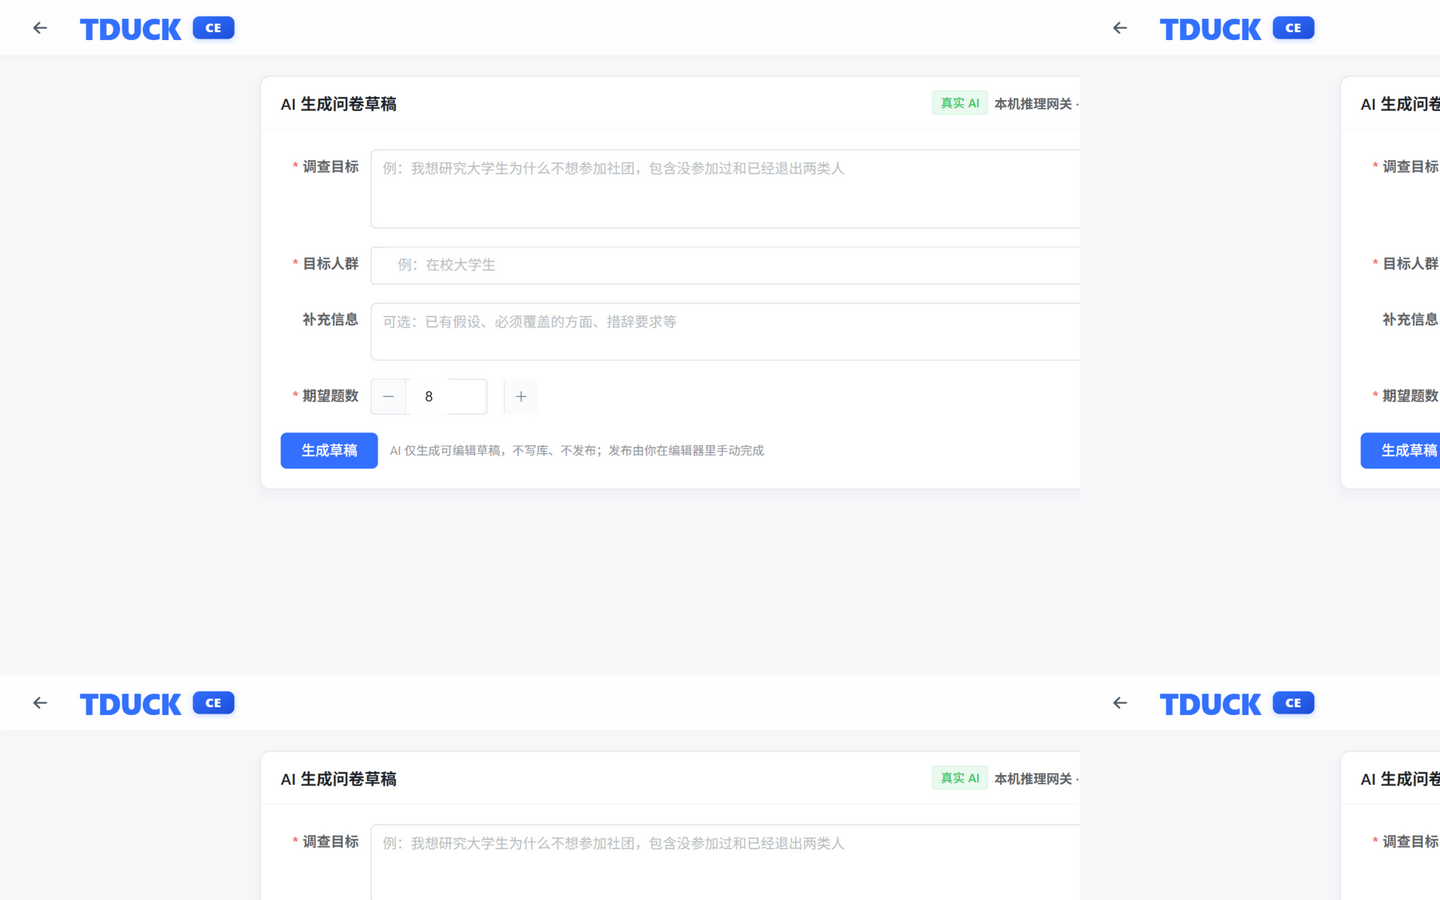 TDUCK CE
TDUCK CE
AI 生成问卷草稿
真实 AI 本机推理网关 ·
AI 生成问卷
* 调查目标
例：我想研究大学生为什么不想参加社团，包含没参加过和已经退出两类人
* 调查目标
* 目标人群
例：在校大学生
* 目标人群
补充信息
可选：已有假设、必须覆盖的方面、措辞要求等
补充信息
* 期望题数
8
* 期望题数
生成草稿
AI 仅生成可编辑草稿，不写库、不发布；发布由你在编辑器里手动完成
生成草稿
TDUCK CE
TDUCK CE
AI 生成问卷草稿
真实 AI 本机推理网关 ·
AI 生成问卷
* 调查目标
例：我想研究大学生为什么不想参加社团，包含没参加过和已经退出两类人
* 调查目标